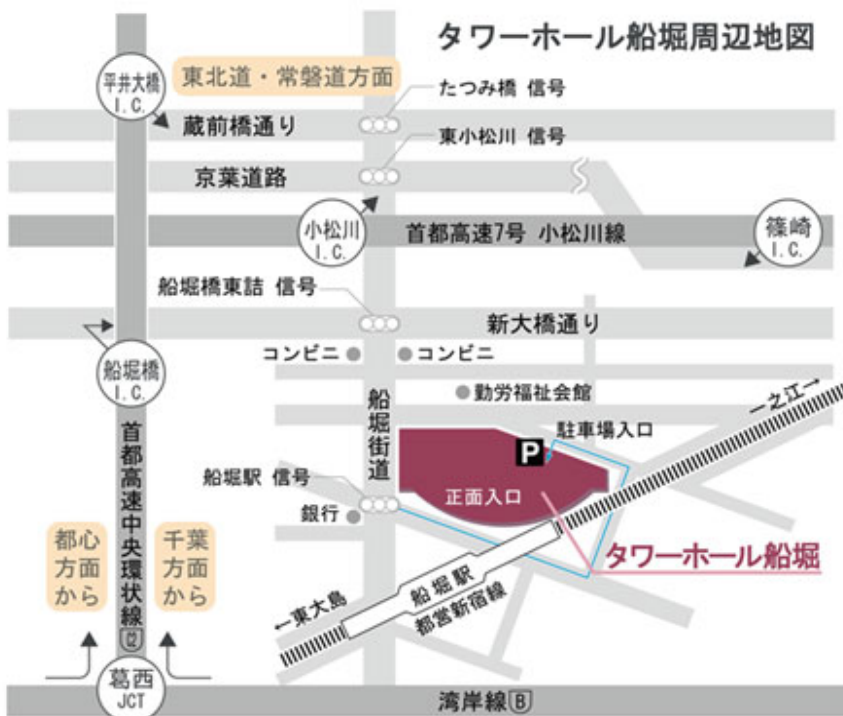 タワーホール船堀周辺地図
平井大橋
I.C.
東北道・常磐道方面
たつみ橋 信号
蔵前橋通り
東小松川 信号
京葉道路
小松川
I.C.
首都高速7号 小松川線
篠崎
I.C.
船堀橋東詰 信号
新大橋通り
コンビニ
コンビニ
船堀橋
I.C.
船堀街道
勤労福祉会館
一之江→
駐車場入口
P
首都高速中央環状線
C2
船堀駅 信号
正面入口
銀行
都心
方面
から
千葉
方面
から
タワーホール船堀
船堀駅
都営新宿線
←東大島
葛西
JCT
湾岸線
B